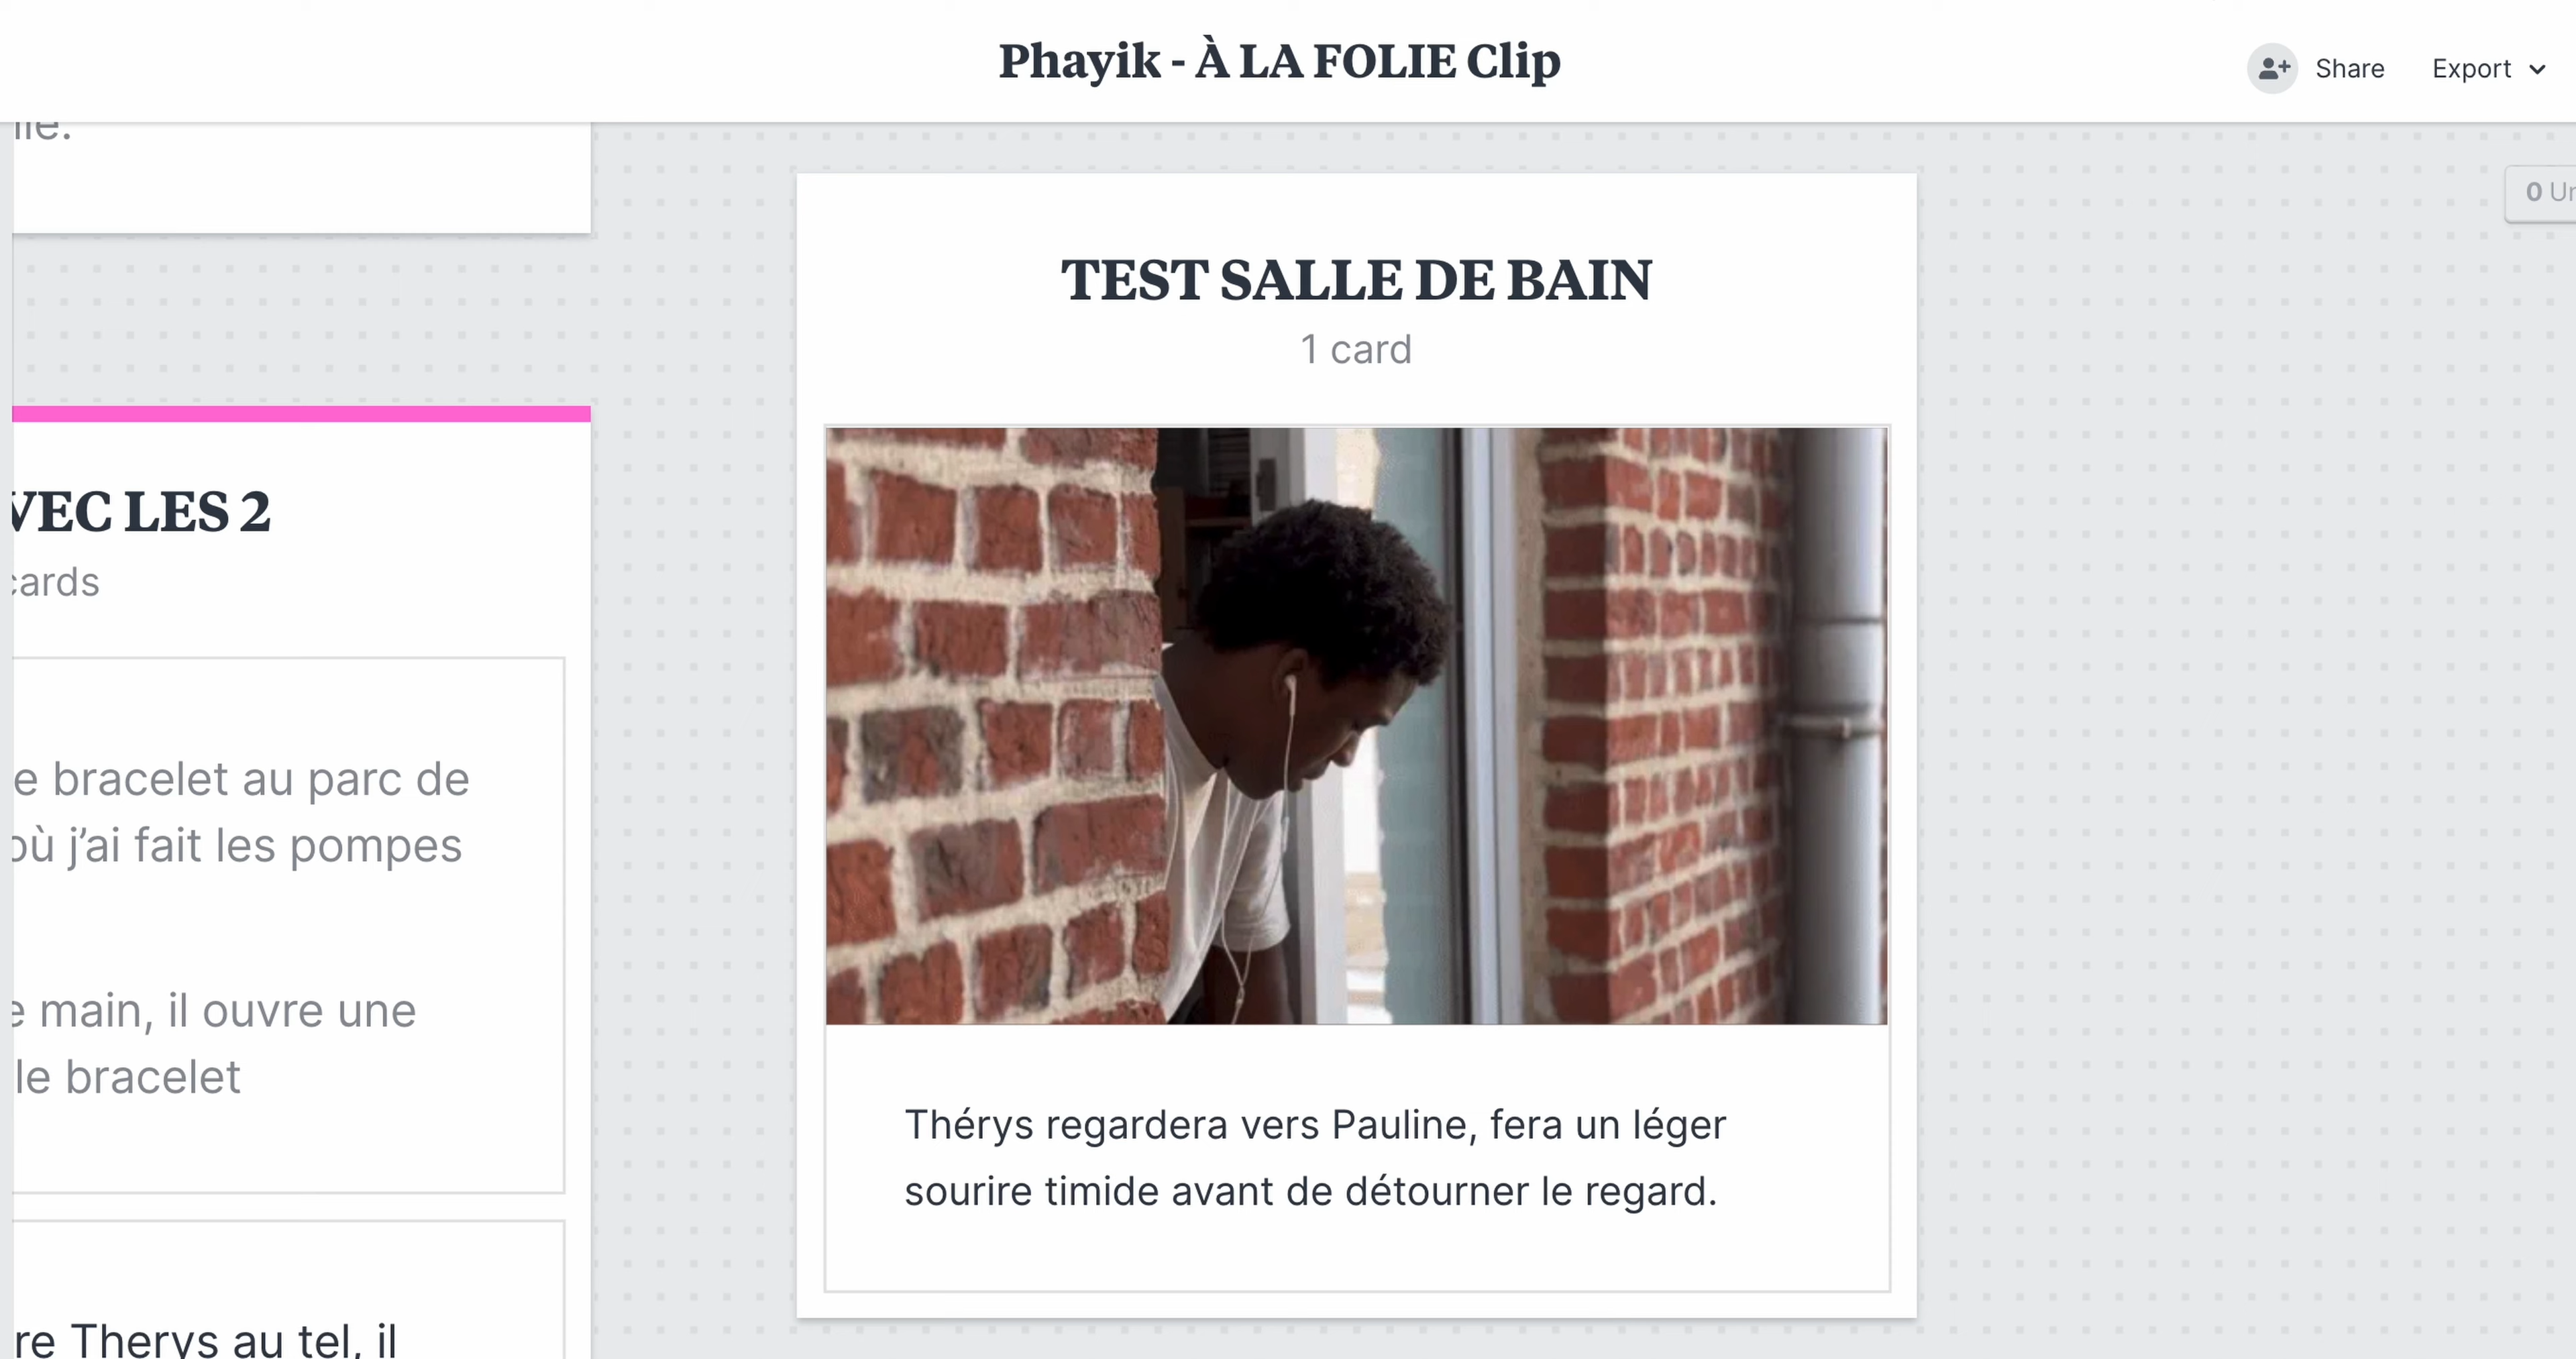 Phayik - À LA FOLIE Clip
Share
Export
0
VEC LES 2
cards
bracelet au parc de
où j'ai fait les pompes
main, il ouvre une
le bracelet
Therys au tel, il
TEST SALLE DE BAIN
1 card
Thérys regardera vers Pauline, fera un léger
sourire timide avant de détourner le regard.